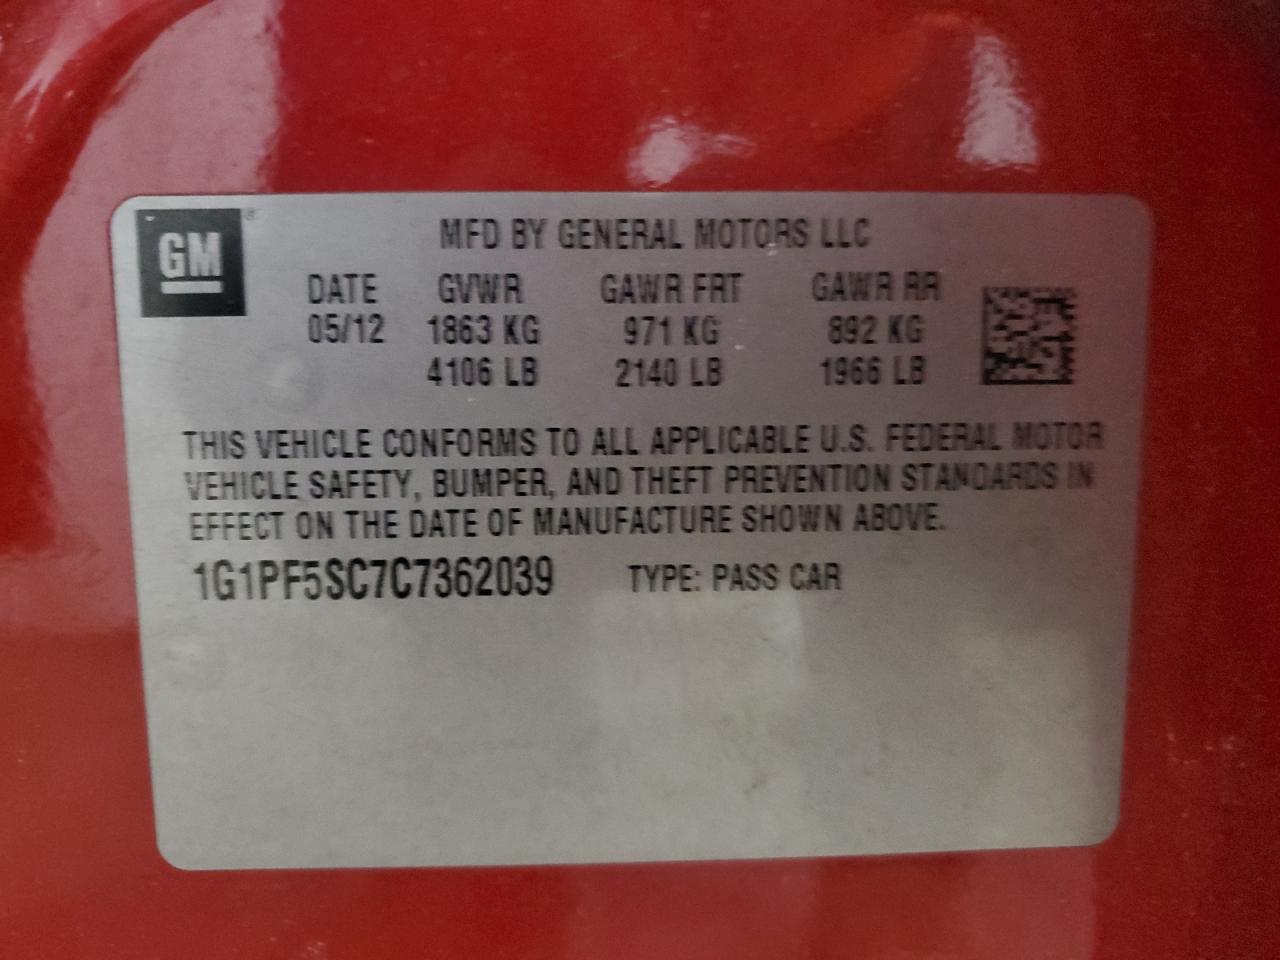 GM
MFD BY GENERAL MOTORS LLC
DATE GVWR GAWR FRT GAWR RR
05/12 1863 KG 971 KG 892 KG
4106 LB 2140 LB 1966 LB
THIS VEHICLE CONFORMS TO ALL APPLICABLE U.S. FEDERAL MOTOR
VEHICLE SAFETY, BUMPER, AND THEFT PREVENTION STANDARDS IN
EFFECT ON THE DATE OF MANUFACTURE SHOWN ABOVE.
1G1PF5SC7C7362039 TYPE: PASS CAR